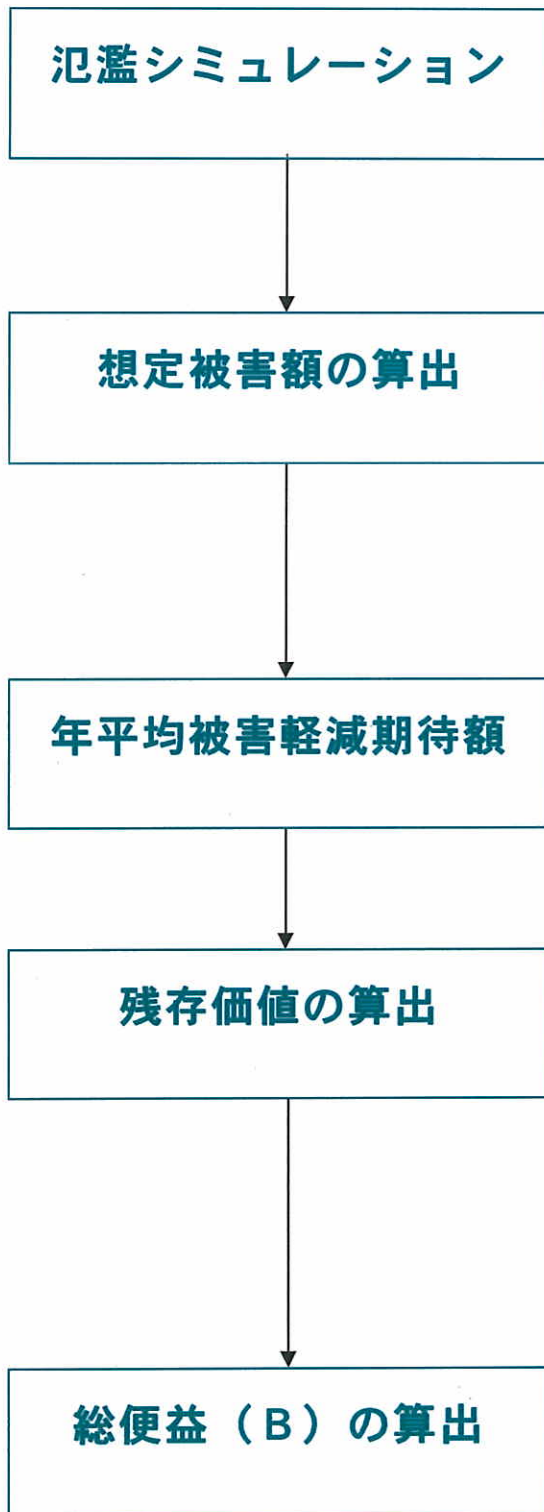 氾濫シミュレーション
想定被害額の算出
年平均被害軽減期待額
残存価値の算出
総便益（B）の算出